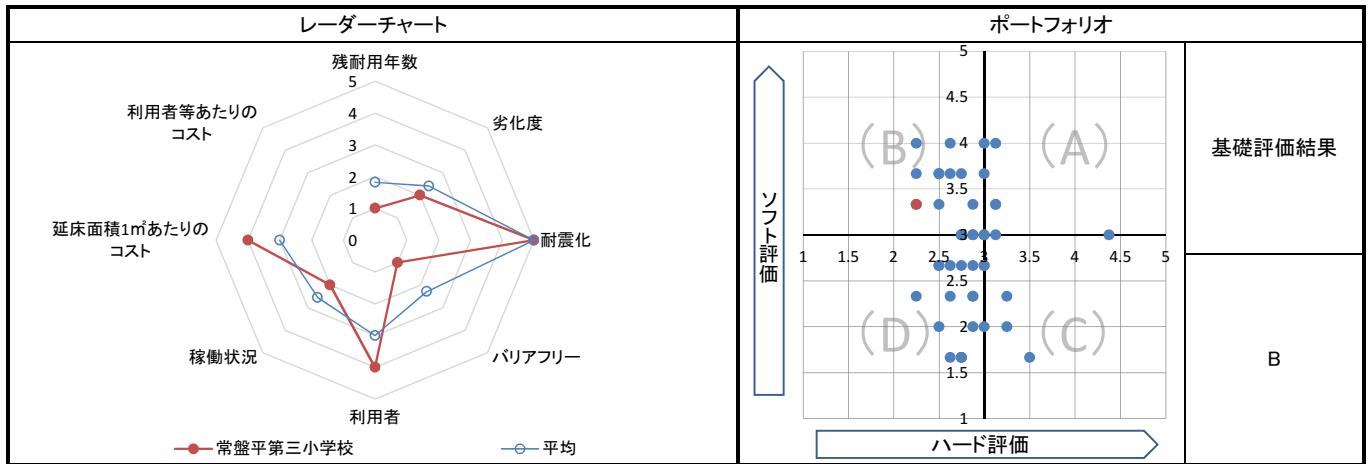 レーダーチャート
残耐用年数
5
4
3
2
1
0
劣化度
耐震化
バリアフリー
利用者
稼働状況
延床面積1㎡あたりの
コスト
利用者等あたりの
コスト
常盤平第三小学校
平均
ポートフォリオ
ソフト評価
5
4.5
4
3.5
3
2.5
2
1.5
1
1 1.5 2 2.5 3 3.5 4 4.5 5
(B)
(A)
(D)
(C)
ハード評価
基礎評価結果
B